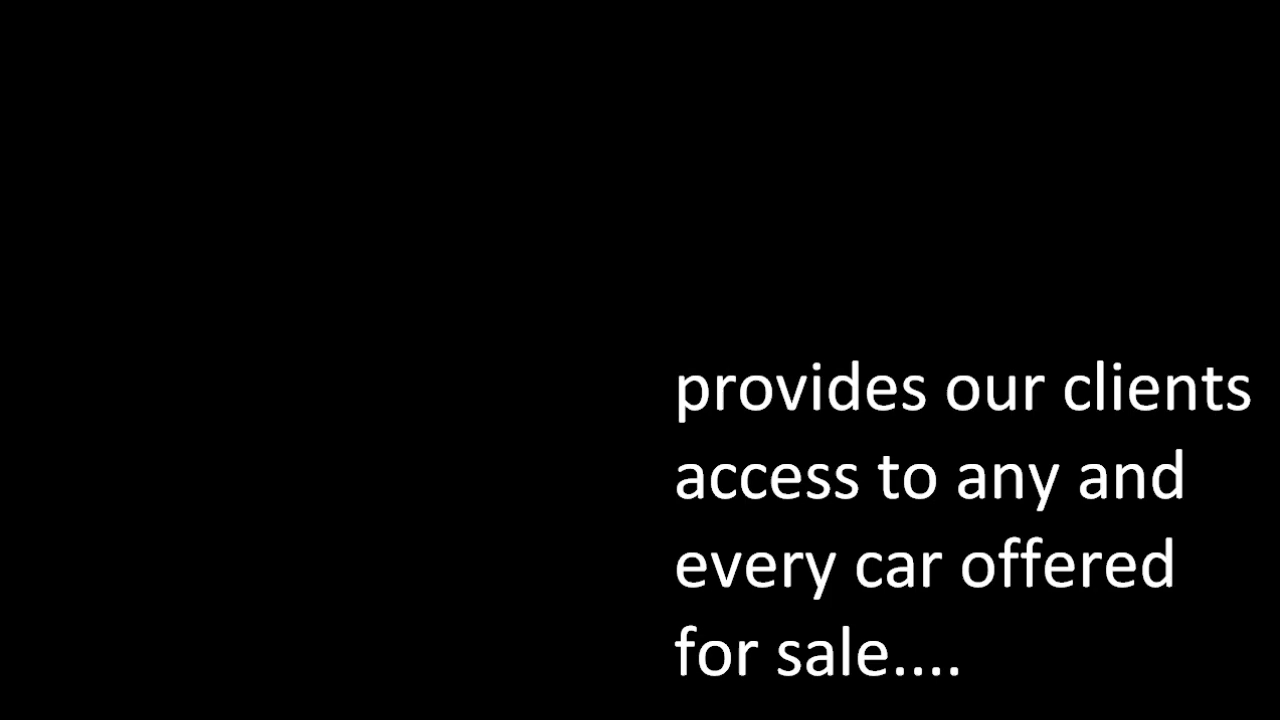 provides our clients
access to any and
every car offered
for sale....